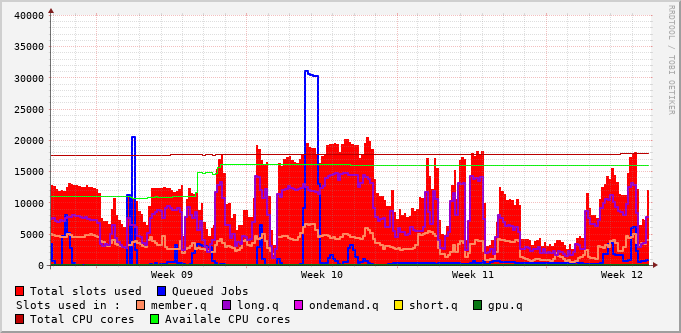 40000
35000
30000
25000
20000
15000
10000
5000
0
Week 09 Week 10 Week 11 Week 12
Total slots used Queued Jobs
Slots used in : member.q long.q ondemand.q short.q gpu.q
Total CPU cores Availale CPU cores
RRDTOOL / TOBI OETIKER